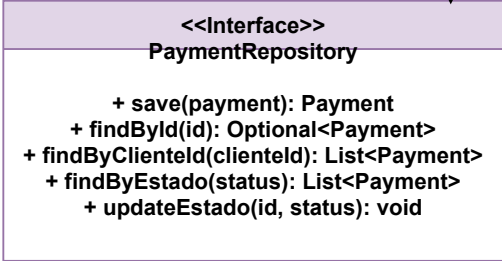 <<Interface>>
PaymentRepository
+ save(payment): Payment
+ findById(id): Optional<Payment>
+ findByClienteId(clienteId): List<Payment>
+ findByEstado(status): List<Payment>
+ updateEstado(id, status): void